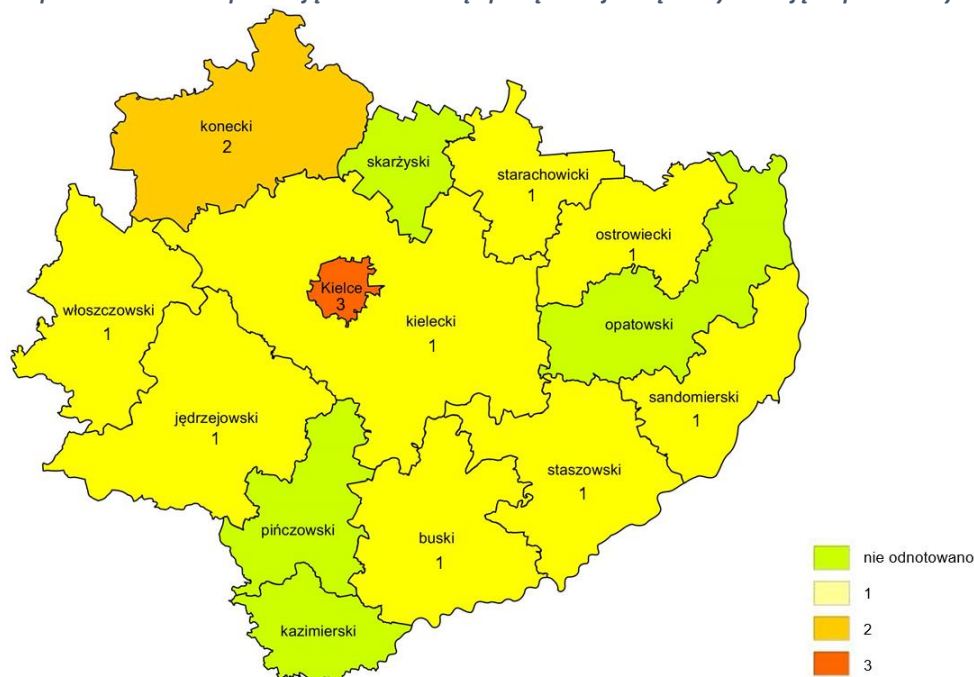 konecki
2
skarżyski
starachowicki
1
ostrowiecki
1
Kielce
3
włoszczowski
1
kielecki
1
opatowski
sandomierski
1
jędrzejowski
1
staszowski
1
pińczowski
buski
1
kazimierski
nie odnotowano
1
2
3